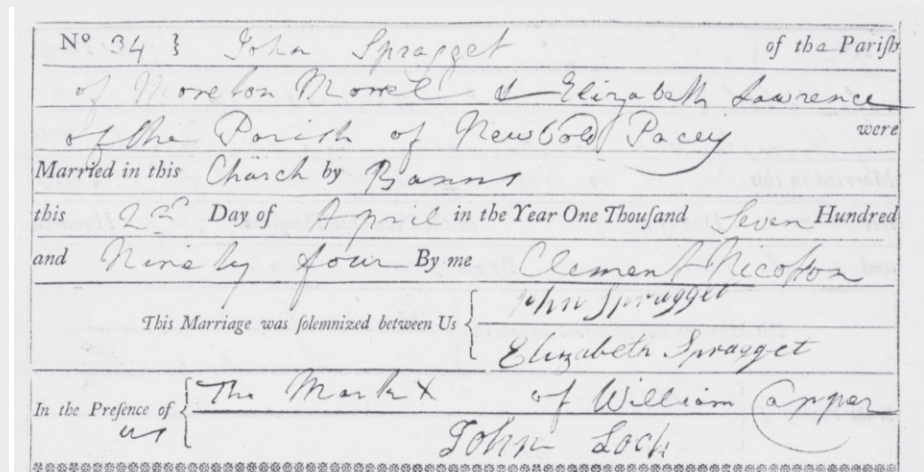 No 34 } John Spragget of the Pariſh
of Moreton Morrel & Elizabeth Lawrence
of the Parish of Newbold Pacey were
Married in this Church by Banns
this 2nd Day of April in the Year One Thouſand Seven Hundred
and Ninety four By me Clement Nicolson
This Marriage was ſolemnized between Us { John Spragget
Elizabeth Spragget
In the Preſence of us { The Mark X of William Capper
John Lock